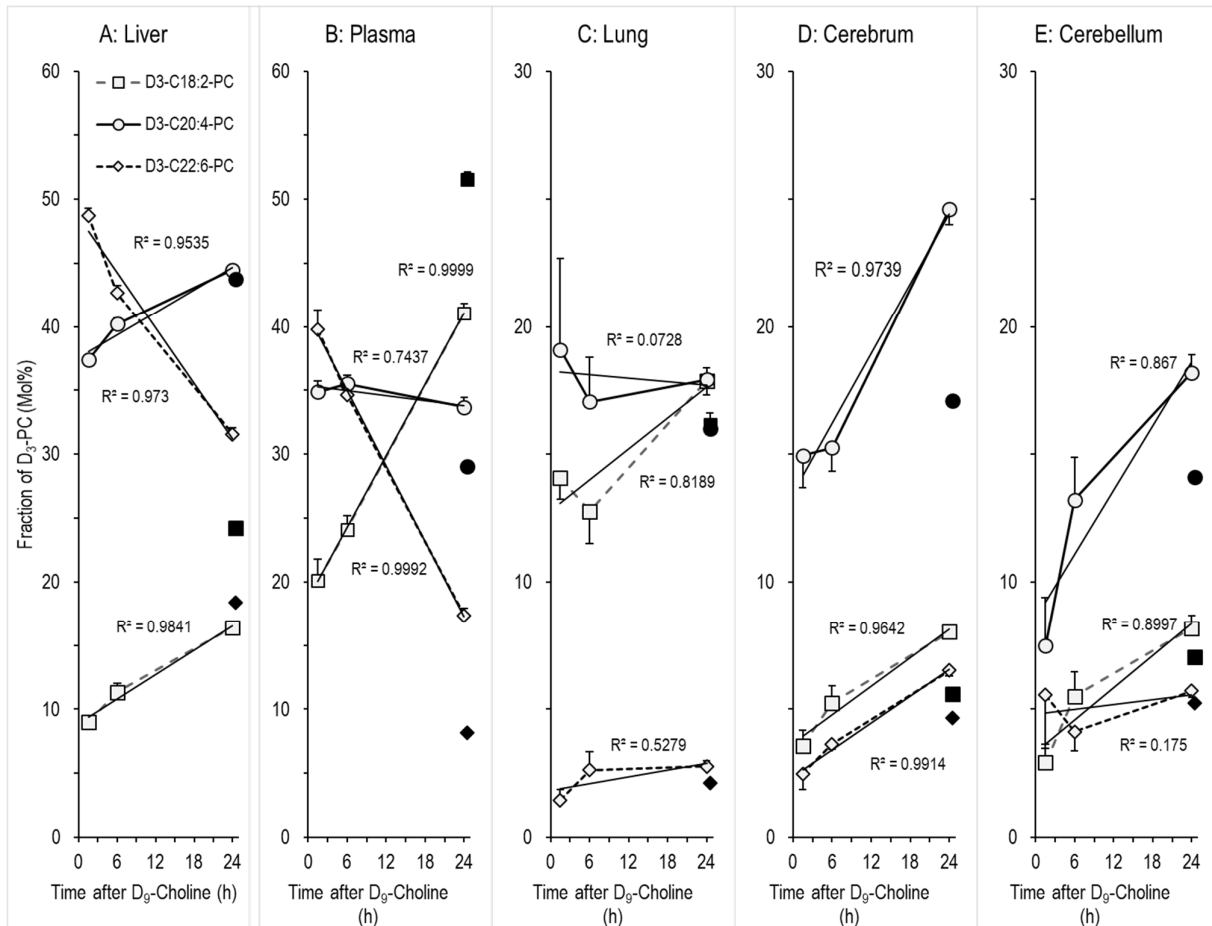 A: Liver
B: Plasma
C: Lung
D: Cerebrum
E: Cerebellum
Fraction of D3-PC (Mol%)
60
50
40
30
20
10
0
D3-C18:2-PC
D3-C20:4-PC
D3-C22:6-PC
R² = 0.9535
R² = 0.973
R² = 0.9841
0 6 12 18 24
Time after D9-Choline (h)
60
50
40
30
20
10
0
R² = 0.9999
R² = 0.7437
R² = 0.9992
0 6 12 18 24
Time after D9-Choline
(h)
30
20
10
0
R² = 0.0728
R² = 0.8189
R² = 0.5279
0 6 12 18 24
Time after D9-Choline
(h)
30
20
10
0
R² = 0.9739
R² = 0.9642
R² = 0.9914
0 6 12 18 24
Time after D9-Choline
(h)
30
20
10
0
R² = 0.867
R² = 0.8997
R² = 0.175
0 6 12 18 24
Time after D9-Choline
(h)